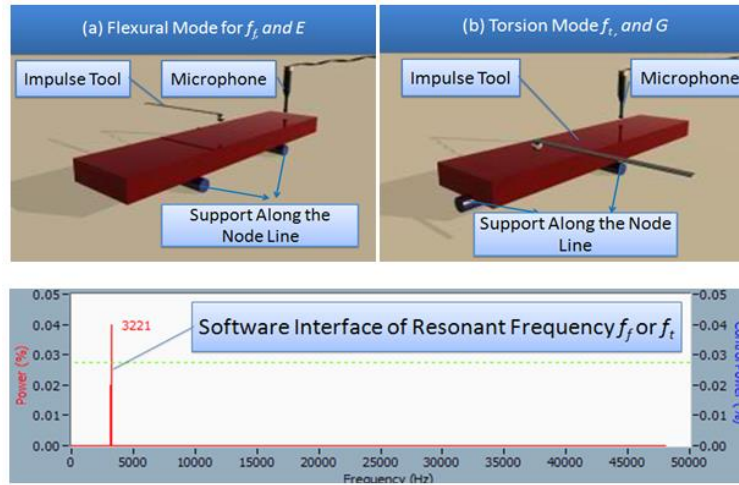 (a) Flexural Mode for f_f, and E
Impulse Tool
Microphone
Support Along the
Node Line
(b) Torsion Mode f_t, and G
Impulse Tool
Microphone
Support Along the Node
Line
0.05
0.04
0.03
0.02
0.01
0.00
Power (%)
3221
Software Interface of Resonant Frequency f_f or f_t
0.05
0.04
0.03
0.02
0.01
0.00
0
5000
10000
15000
20000
25000
30000
35000
40000
45000
50000
Frequency (Hz)